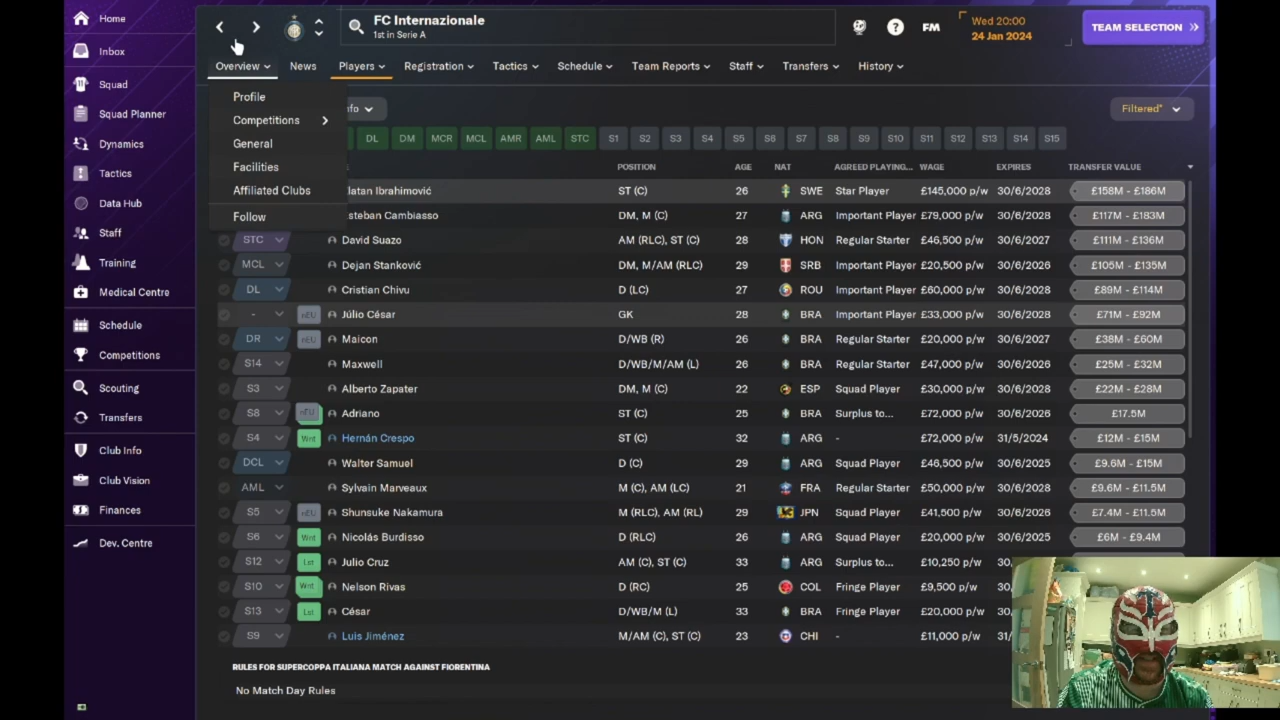 Home
Inbox
Squad
Squad Planner
Dynamics
Tactics
Data Hub
Staff
Training
Medical Centre
Schedule
Competitions
Scouting
Transfers
Club Info
Club Vision
Finances
Dev. Centre
FC Internazionale
1st in Serie A
? FM
Wed 20:00
24 Jan 2024
TEAM SELECTION
Overview News Players Registration Tactics Schedule Team Reports Staff Transfers History
Profile
Competitions
General
Facilities
Affiliated Clubs
Follow
Filtered*
DL DM MCR MCL AMR AML STC S1 S2 S3 S4 S5 S6 S7 S8 S9 S10 S11 S12 S13 S14 S15
POSITION AGE NAT AGREED PLAYING... WAGE EXPIRES TRANSFER VALUE
Ibrahimović ST (C) 26 SWE Star Player £145,000 p/w 30/6/2028 £158M - £186M
Cambiasso DM, M (C) 27 ARG Important Player £79,000 p/w 30/6/2028 £117M - £183M
STC David Suazo AM (RLC), ST (C) 28 HON Regular Starter £46,500 p/w 30/6/2027 £111M - £136M
MCL Dejan Stanković DM, M/AM (RLC) 29 SRB Important Player £20,500 p/w 30/6/2026 £105M - £135M
DL Cristian Chivu D (LC) 27 ROU Important Player £60,000 p/w 30/6/2028 £89M - £114M
- nEU Júlio César GK 28 BRA Important Player £33,000 p/w 30/6/2028 £71M - £92M
DR nEU Maicon D/WB (R) 26 BRA Regular Starter £20,000 p/w 30/6/2027 £38M - £60M
S14 Maxwell D/WB/M/AM (L) 26 BRA Regular Starter £47,000 p/w 30/6/2026 £25M - £32M
S3 Alberto Zapater DM, M (C) 22 ESP Squad Player £30,000 p/w 30/6/2028 £22M - £28M
S8 nEU Adriano ST (C) 25 BRA Surplus to... £72,000 p/w 30/6/2026 £17.5M
S4 Wnt Hernán Crespo ST (C) 32 ARG - £72,000 p/w 31/5/2024 £12M - £15M
DCL Walter Samuel D (C) 29 ARG Squad Player £46,500 p/w 30/6/2025 £9.6M - £15M
AML Sylvain Marveaux M (C), AM (LC) 21 FRA Regular Starter £50,000 p/w 30/6/2028 £9.6M - £11.5M
S5 nEU Shunsuke Nakamura M (RLC), AM (RL) 29 JPN Squad Player £41,500 p/w 30/6/2026 £7.4M - £11.5M
S6 Wnt Nicolás Burdisso D (RLC) 26 ARG Squad Player £20,000 p/w 30/6/2025 £6M - £9.4M
S12 Lst Julio Cruz AM (C), ST (C) 33 ARG Surplus to... £10,250 p/w
S10 Wnt Nelson Rivas D (RC) 25 COL Fringe Player £9,500 p/w
S13 Lst César D/WB/M (L) 33 BRA Fringe Player £20,000 p/w
S9 Luis Jiménez M/AM (C), ST (C) 23 CHI - £11,000 p/w
RULES FOR SUPERCOPPA ITALIANA MATCH AGAINST FIORENTINA
No Match Day Rules